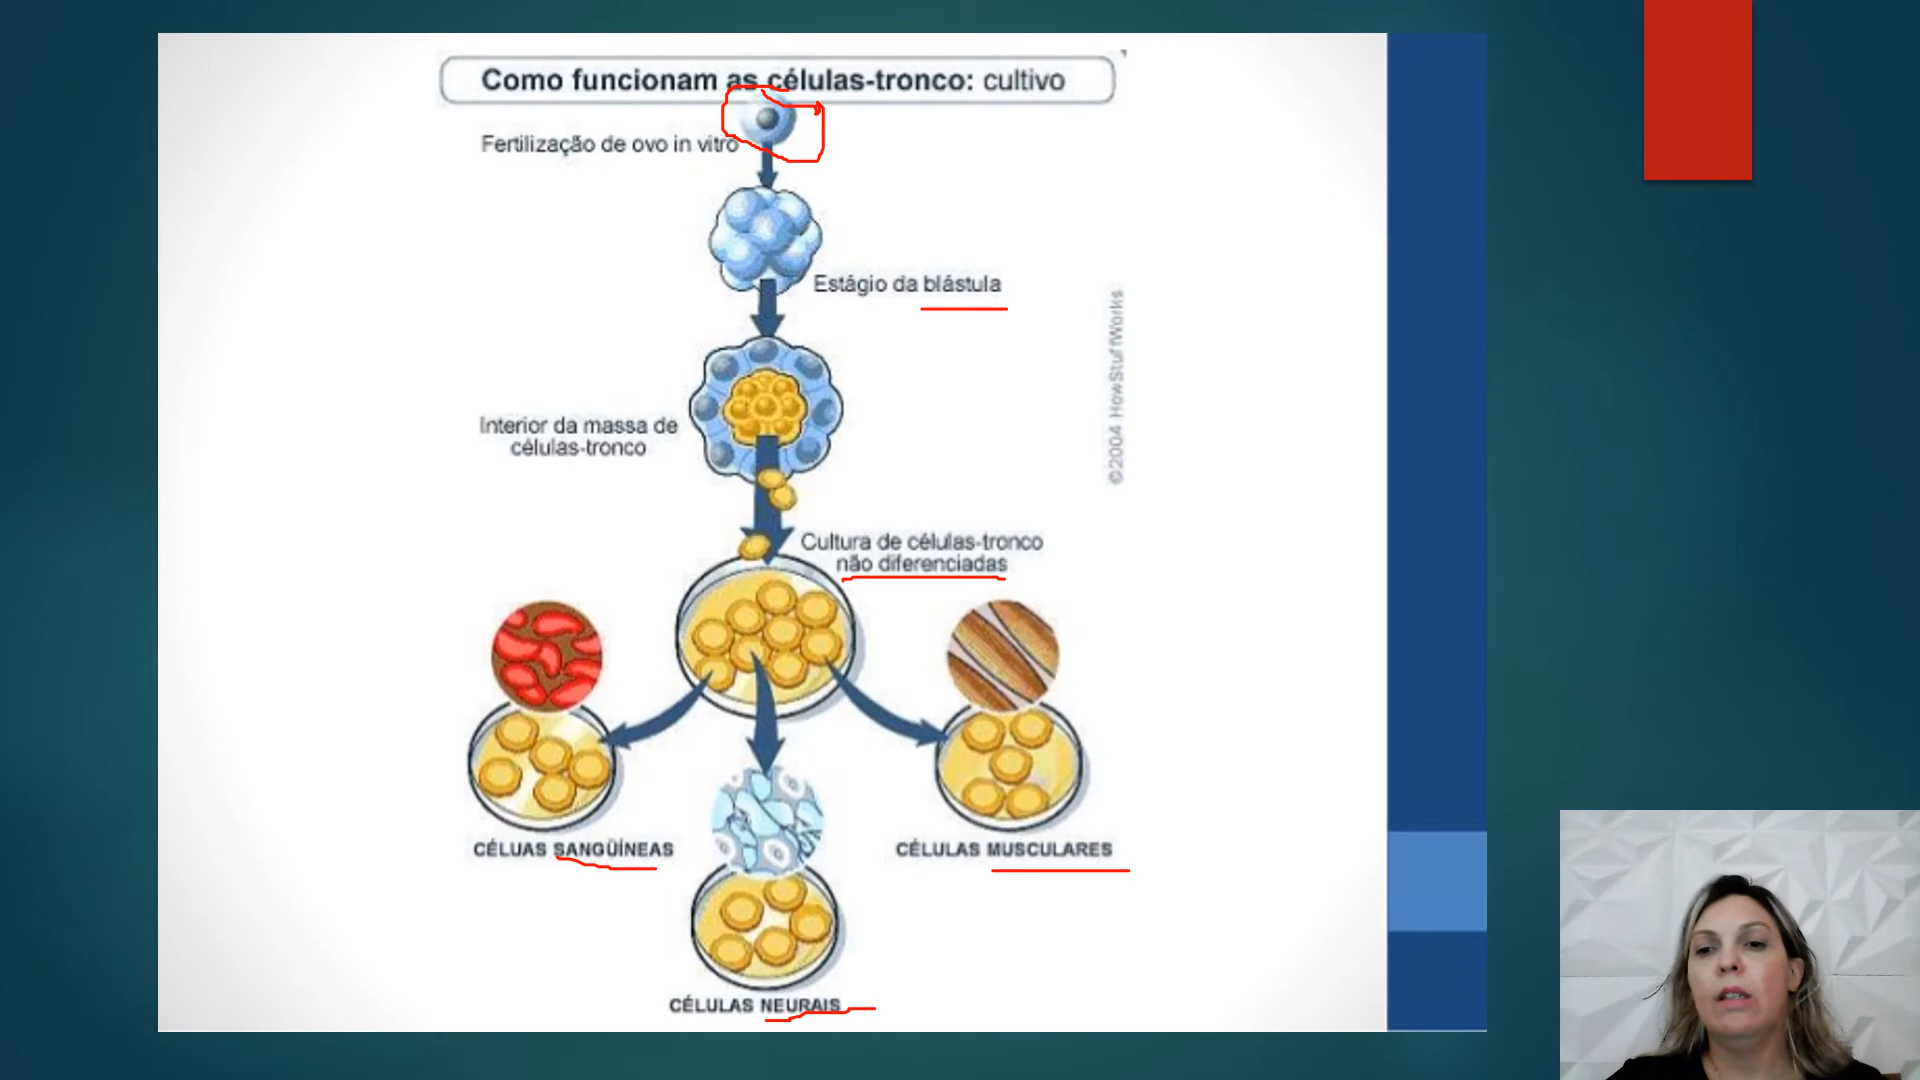 Como funcionam as células-tronco: cultivo
Fertilização de ovo in vitro
Estágio da blástula
Interior da massa de
células-tronco
Cultura de células-tronco
não diferenciadas
CÉLUAS SANGÜÍNEAS
CÉLULAS MUSCULARES
CÉLULAS NEURAIS
©2004 HowStuffWorks